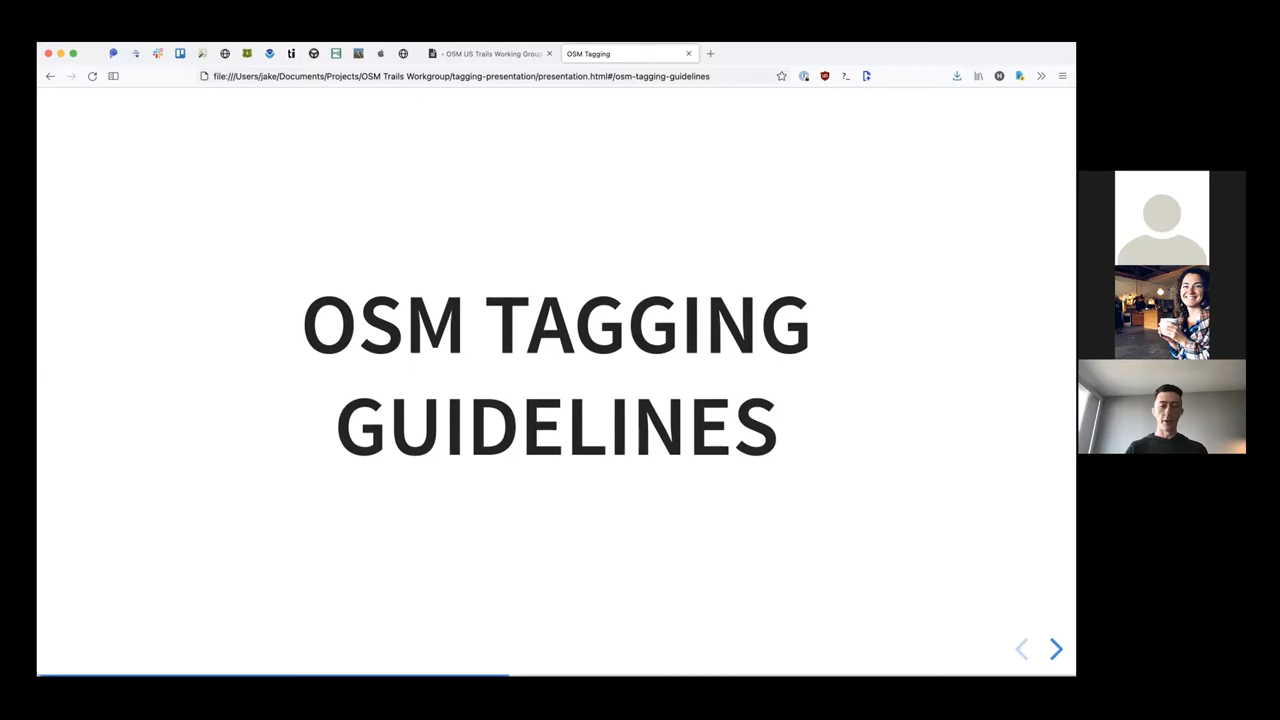 - OSM US Trails Working Group
OSM Tagging
file:///Users/jake/Documents/Projects/OSM Trails Workgroup/tagging-presentation/presentation.html#/osm-tagging-guidelines
OSM TAGGING
GUIDELINES